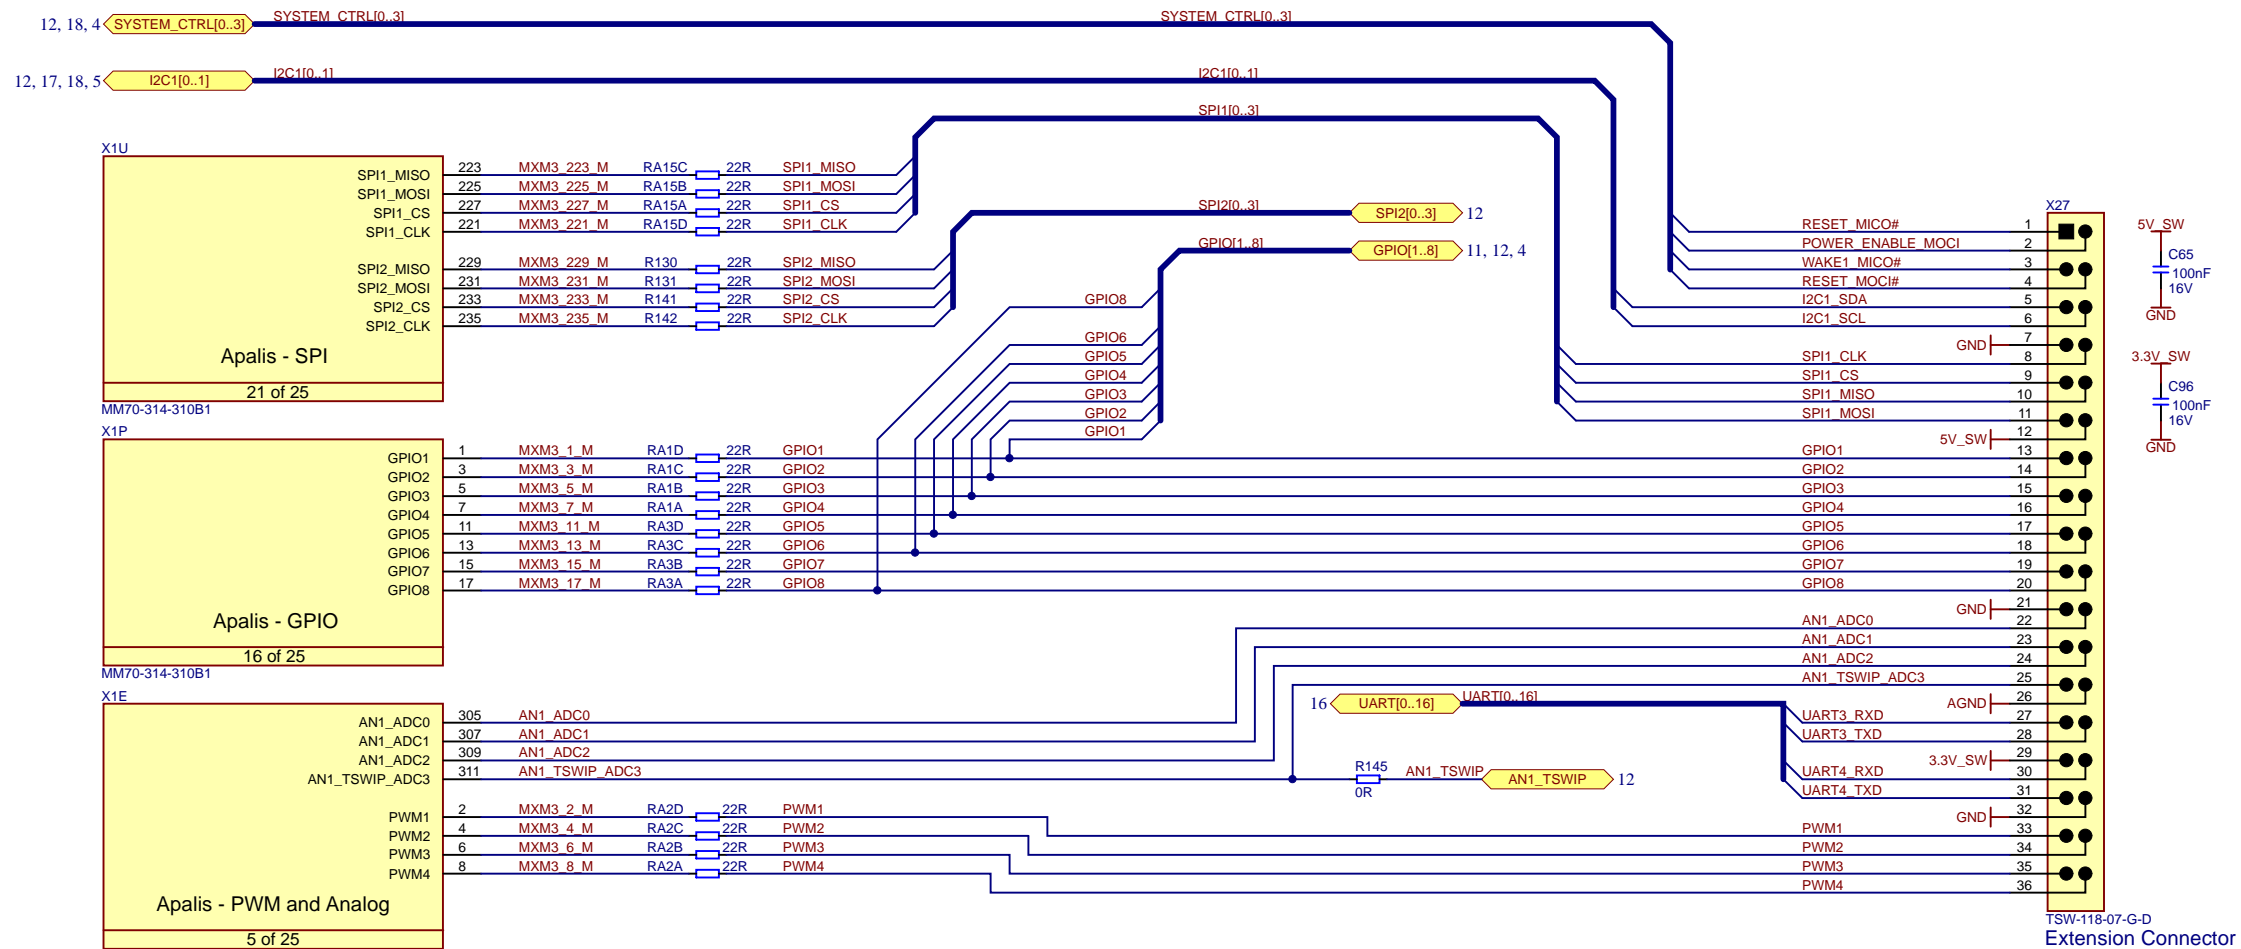 12, 18, 4 SYSTEM_CTRL[0..3] SYSTEM_CTRL[0..3] SYSTEM_CTRL[0..3]
12, 17, 18, 5 I2C1[0..1] I2C1[0..1] I2C1[0..1]
SPI1[0..3]
X1U
SPI1_MISO 223 MXM3_223_M RA15C 22R SPI1_MISO
SPI1_MOSI 225 MXM3_225_M RA15B 22R SPI1_MOSI
SPI1_CS 227 MXM3_227_M RA15A 22R SPI1_CS
SPI1_CLK 221 MXM3_221_M RA15D 22R SPI1_CLK
SPI2_MISO 229 MXM3_229_M R130 22R SPI2_MISO
SPI2_MOSI 231 MXM3_231_M R131 22R SPI2_MOSI
SPI2_CS 233 MXM3_233_M R141 22R SPI2_CS
SPI2_CLK 235 MXM3_235_M R142 22R SPI2_CLK
Apalis - SPI
21 of 25
MM70-314-310B1
SPI2[0..3] SPI2[0..3] 12
GPIO[1..8] GPIO[1..8] 11, 12, 4
GPIO8
GPIO6
GPIO5
GPIO4
GPIO3
GPIO2
GPIO1
X1P
GPIO1 1 MXM3_1_M RA1D 22R GPIO1
GPIO2 3 MXM3_3_M RA1C 22R GPIO2
GPIO3 5 MXM3_5_M RA1B 22R GPIO3
GPIO4 7 MXM3_7_M RA1A 22R GPIO4
GPIO5 11 MXM3_11_M RA3D 22R GPIO5
GPIO6 13 MXM3_13_M RA3C 22R GPIO6
GPIO7 15 MXM3_15_M RA3B 22R GPIO7
GPIO8 17 MXM3_17_M RA3A 22R GPIO8
Apalis - GPIO
16 of 25
MM70-314-310B1
X1E
AN1_ADC0 305 AN1_ADC0
AN1_ADC1 307 AN1_ADC1
AN1_ADC2 309 AN1_ADC2
AN1_TSWIP_ADC3 311 AN1_TSWIP_ADC3
PWM1 2 MXM3_2_M RA2D 22R PWM1
PWM2 4 MXM3_4_M RA2C 22R PWM2
PWM3 6 MXM3_6_M RA2B 22R PWM3
PWM4 8 MXM3_8_M RA2A 22R PWM4
Apalis - PWM and Analog
5 of 25
16 UART[0..16] UART[0..16]
R145
0R
AN1_TSWIP AN1_TSWIP 12
X27
RESET_MICO# 1
POWER_ENABLE_MOCI 2
WAKE1_MICO# 3
RESET_MOCI# 4
I2C1_SDA 5
I2C1_SCL 6
GND 7
SPI1_CLK 8
SPI1_CS 9
SPI1_MISO 10
SPI1_MOSI 11
5V_SW 12
GPIO1 13
GPIO2 14
GPIO3 15
GPIO4 16
GPIO5 17
GPIO6 18
GPIO7 19
GPIO8 20
GND 21
AN1_ADC0 22
AN1_ADC1 23
AN1_ADC2 24
AN1_TSWIP_ADC3 25
AGND 26
UART3_RXD 27
UART3_TXD 28
3.3V_SW 29
UART4_RXD 30
UART4_TXD 31
GND 32
PWM1 33
PWM2 34
PWM3 35
PWM4 36
TSW-118-07-G-D
Extension Connector
5V_SW
C65
100nF
16V
GND
3.3V_SW
C96
100nF
16V
GND